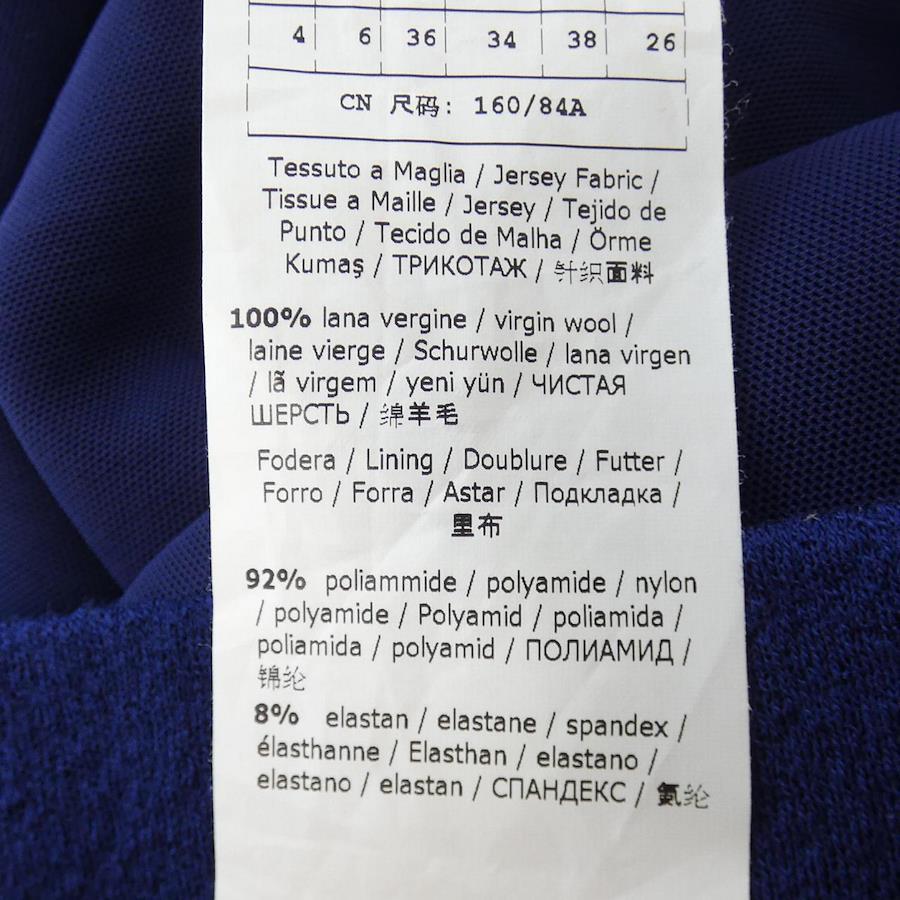 4 6 36 34 38 26
CN 尺码: 160/84A
Tessuto a Maglia / Jersey Fabric /
Tissue a Maille / Jersey / Tejido de
Punto / Tecido de Malha / Örme
Kumaş / ТРИКОТАЖ / 针织面料
100% lana vergine / virgin wool /
laine vierge / Schurwolle / lana virgen
/ lã virgem / yeni yün / ЧИСТАЯ
ШЕРСТЬ / 绵羊毛
Fodera / Lining / Doublure / Futter /
Forro / Forra / Astar / Подкладка /
里布
92% poliammide / polyamide / nylon
/ polyamide / Polyamid / poliamida /
poliamida / polyamid / ПОЛИАМИД /
锦纶
8% elastan / elastane / spandex /
élasthanne / Elasthan / elastano /
elastano / elastan / СПАНДЕКС / 氨纶